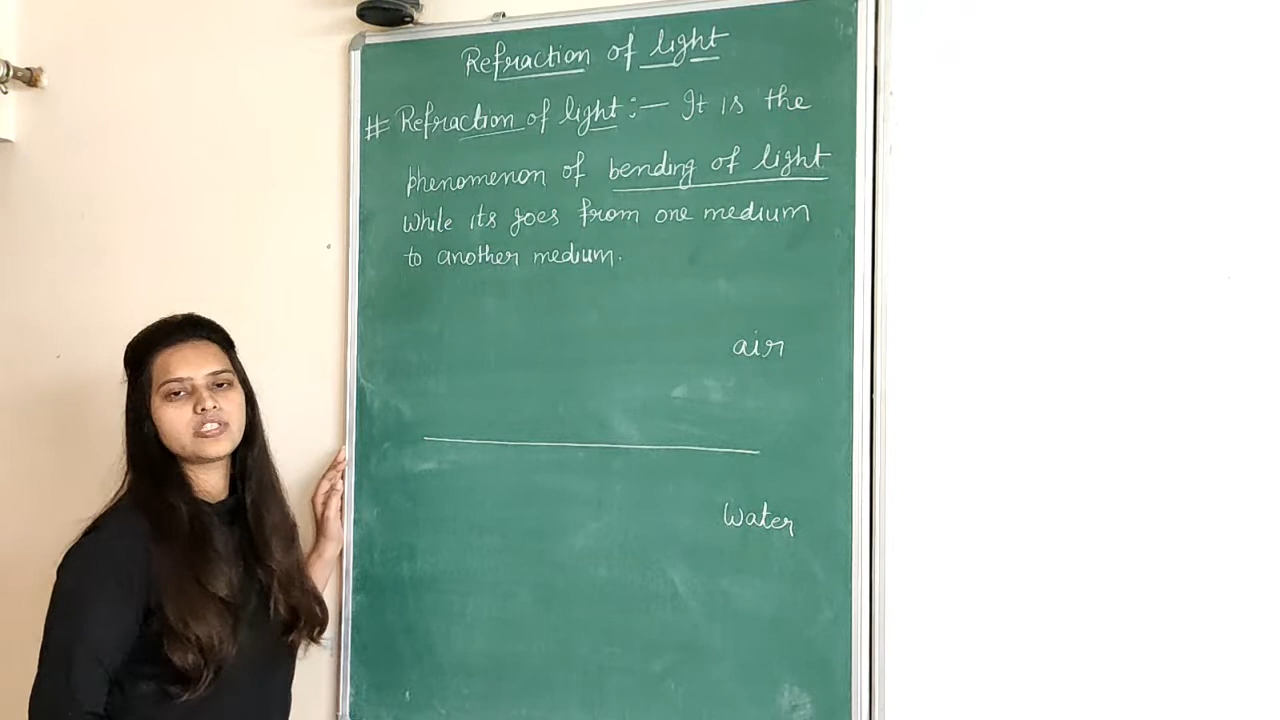 Refraction of light
# Refraction of light :— It is the
phenomenon of bending of light
while its goes from one medium
to another medium.
air
Water